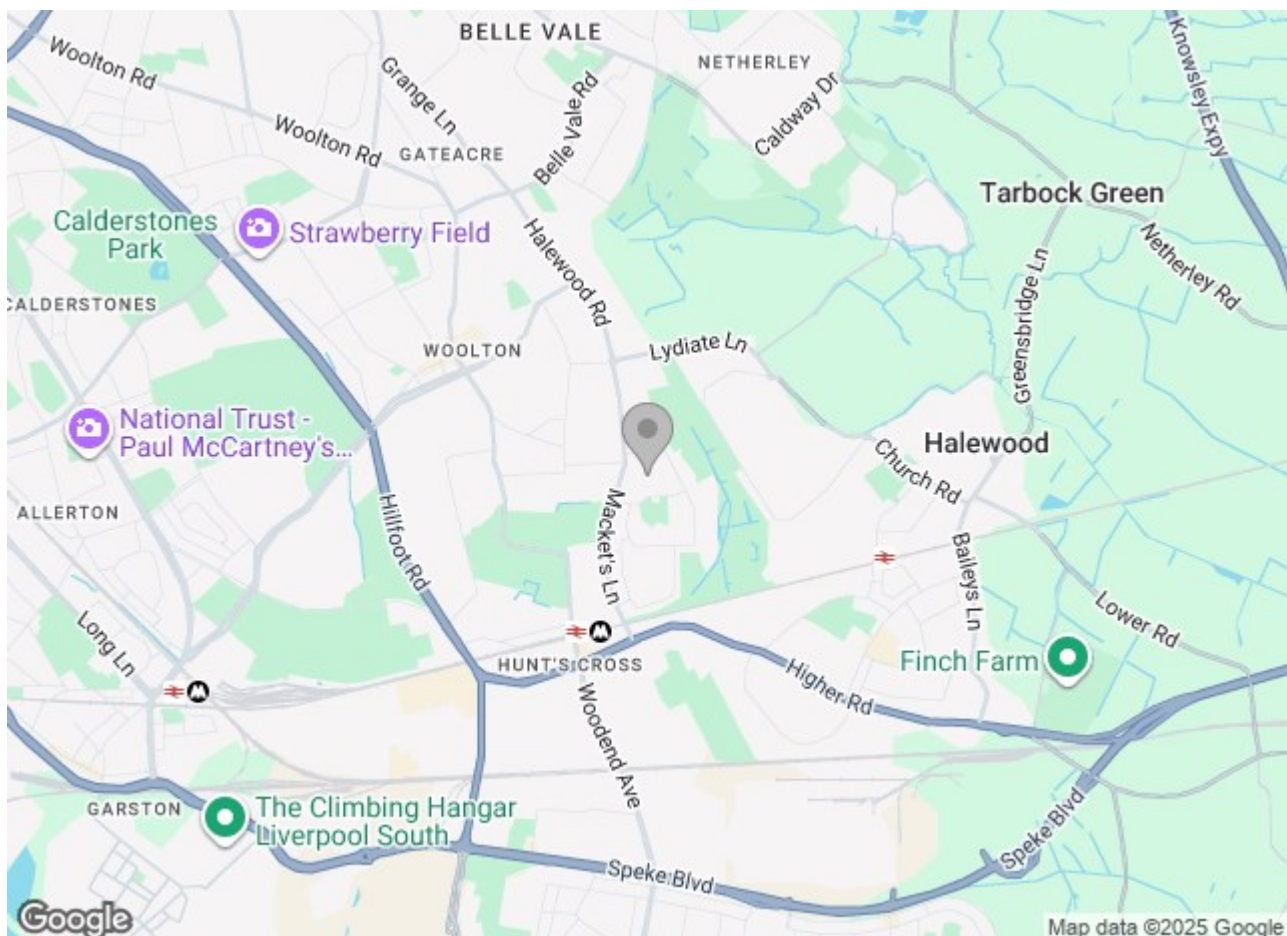 BELLE VALE
Woolton Rd
Grange Ln
Belle Vale Rd
NETHERLEY
Caldway Dr
Knowsley Expy
Woolton Rd
GATEACRE
Tarbock Green
Calderstones
Park
Strawberry Field
Halewood Rd
Netherley Rd
Greensbridge Ln
CALDERSTONES
WOOLTON
Lydiate Ln
National Trust -
Paul McCartney's...
Halewood
Church Rd
ALLERTON
Hillfoot Rd
Macket's Ln
Baileys Ln
Lower Rd
Long Ln
HUNT'S CROSS
Finch Farm
Higher Rd
Woodend Ave
GARSTON
The Climbing Hangar
Liverpool South
Speke Blvd
Speke Blvd
Google
Map data ©2025 Google